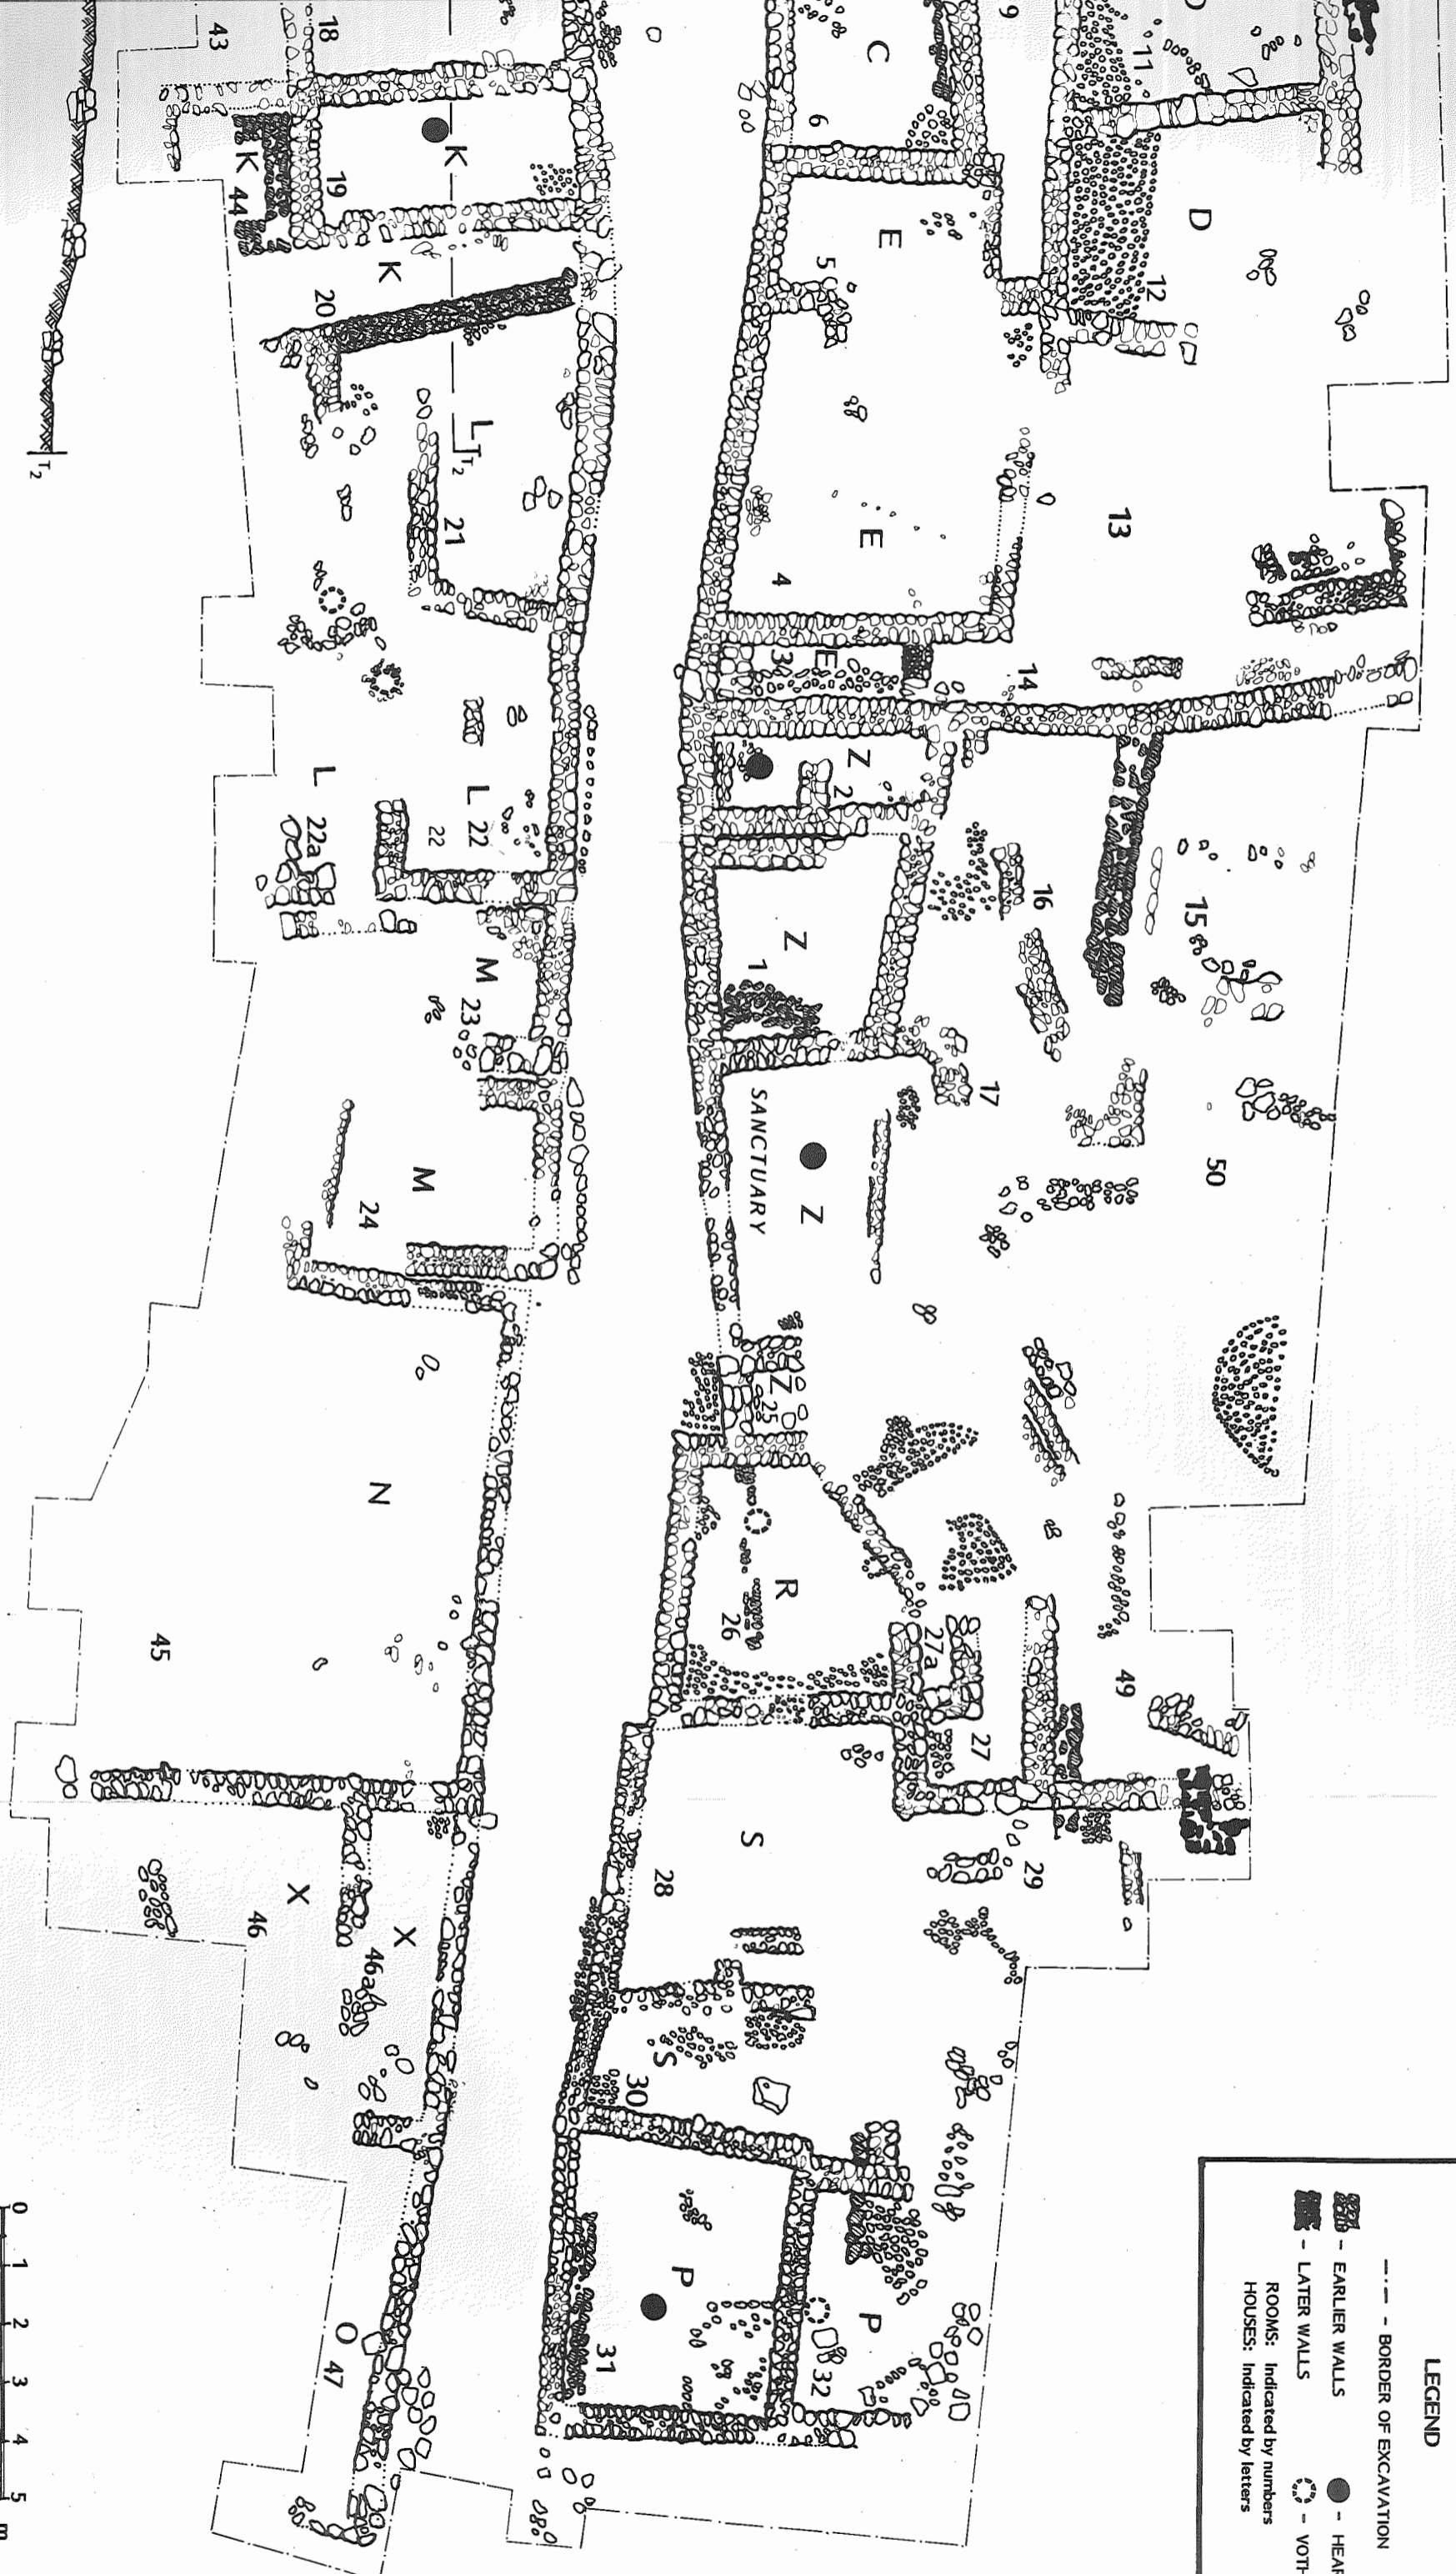 LEGEND
- BORDER OF EXCAVATION
- EARLIER WALLS
- LATER WALLS
ROOMS: Indicated by numbers
HOUSES: Indicated by letters
D
50
15
12
11
49
13
16
29
14
9
17
27
27a
E
C
E
P
Z
2
E
3
5
6
32
Z
Z
R
4
Z
25
1
SANCTUARY
S
26
P
S
28
30
31
L
T2
M
23
L 22
K
21
22
M
X
K
N
46a
24
19
O
47
18
20
L
22a
X
46
K 44
43
45
T2
0 1 2 3 4 5 m